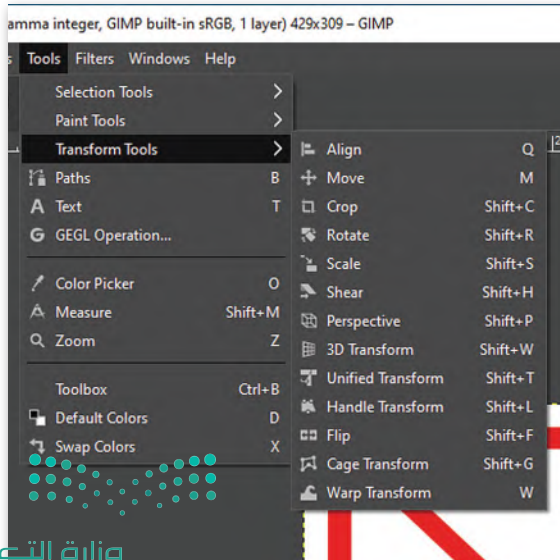 amma integer, GIMP built-in sRGB, 1 layer) 429x309 – GIMP
s Tools Filters Windows Help
Selection Tools >
Paint Tools >
Transform Tools >
Paths B
A Text T
G GEGL Operation...
Color Picker O
Measure Shift+M
Zoom Z
Toolbox Ctrl+B
Default Colors D
Swap Colors X
Align Q
Move M
Crop Shift+C
Rotate Shift+R
Scale Shift+S
Shear Shift+H
Perspective Shift+P
3D Transform Shift+W
Unified Transform Shift+T
Handle Transform Shift+L
Flip Shift+F
Cage Transform Shift+G
Warp Transform W
وزارة